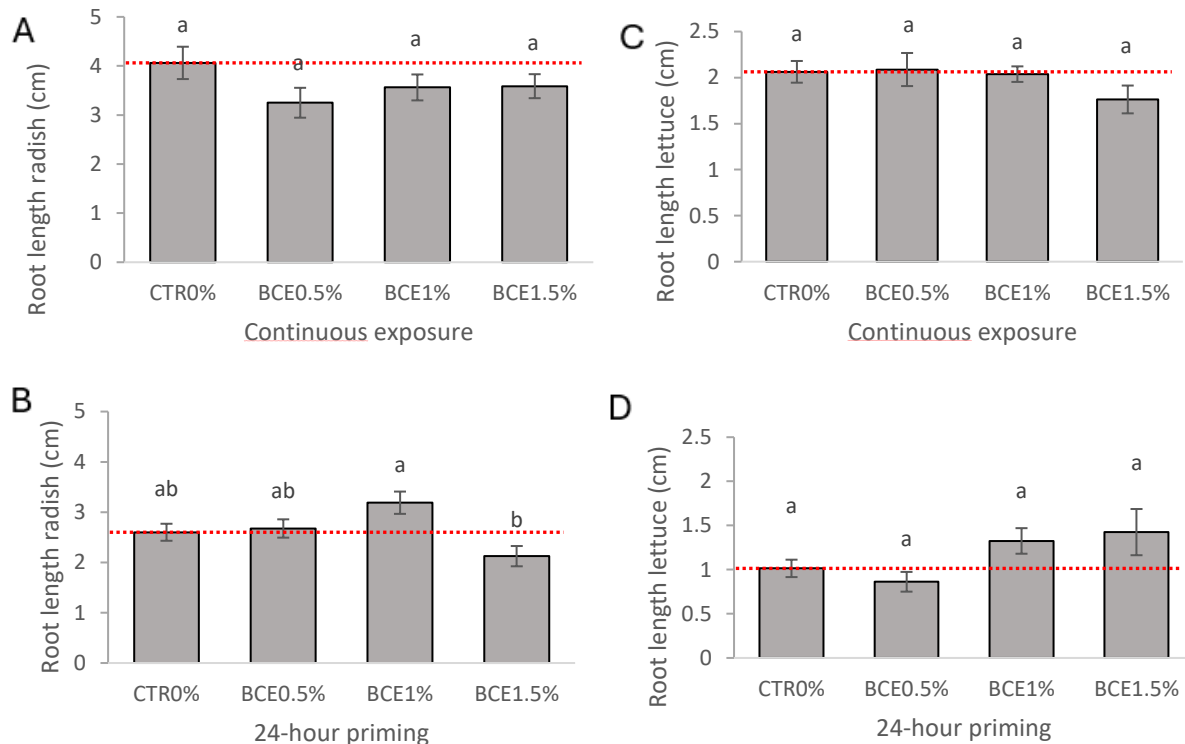 A
Root length radish (cm)
5
4
3
2
1
0
a
a
a
a
CTR0%
BCE0.5%
BCE1%
BCE1.5%
Continuous exposure
C
Root length lettuce (cm)
2.5
2
1.5
1
0.5
0
a
a
a
a
CTR0%
BCE0.5%
BCE1%
BCE1.5%
Continuous exposure
B
Root length radish (cm)
5
4
3
2
1
0
ab
ab
a
b
CTR0%
BCE0.5%
BCE1%
BCE1.5%
24-hour priming
D
Root length lettuce (cm)
2.5
2
1.5
1
0.5
0
a
a
a
a
CTR0%
BCE0.5%
BCE1%
BCE1.5%
24-hour priming